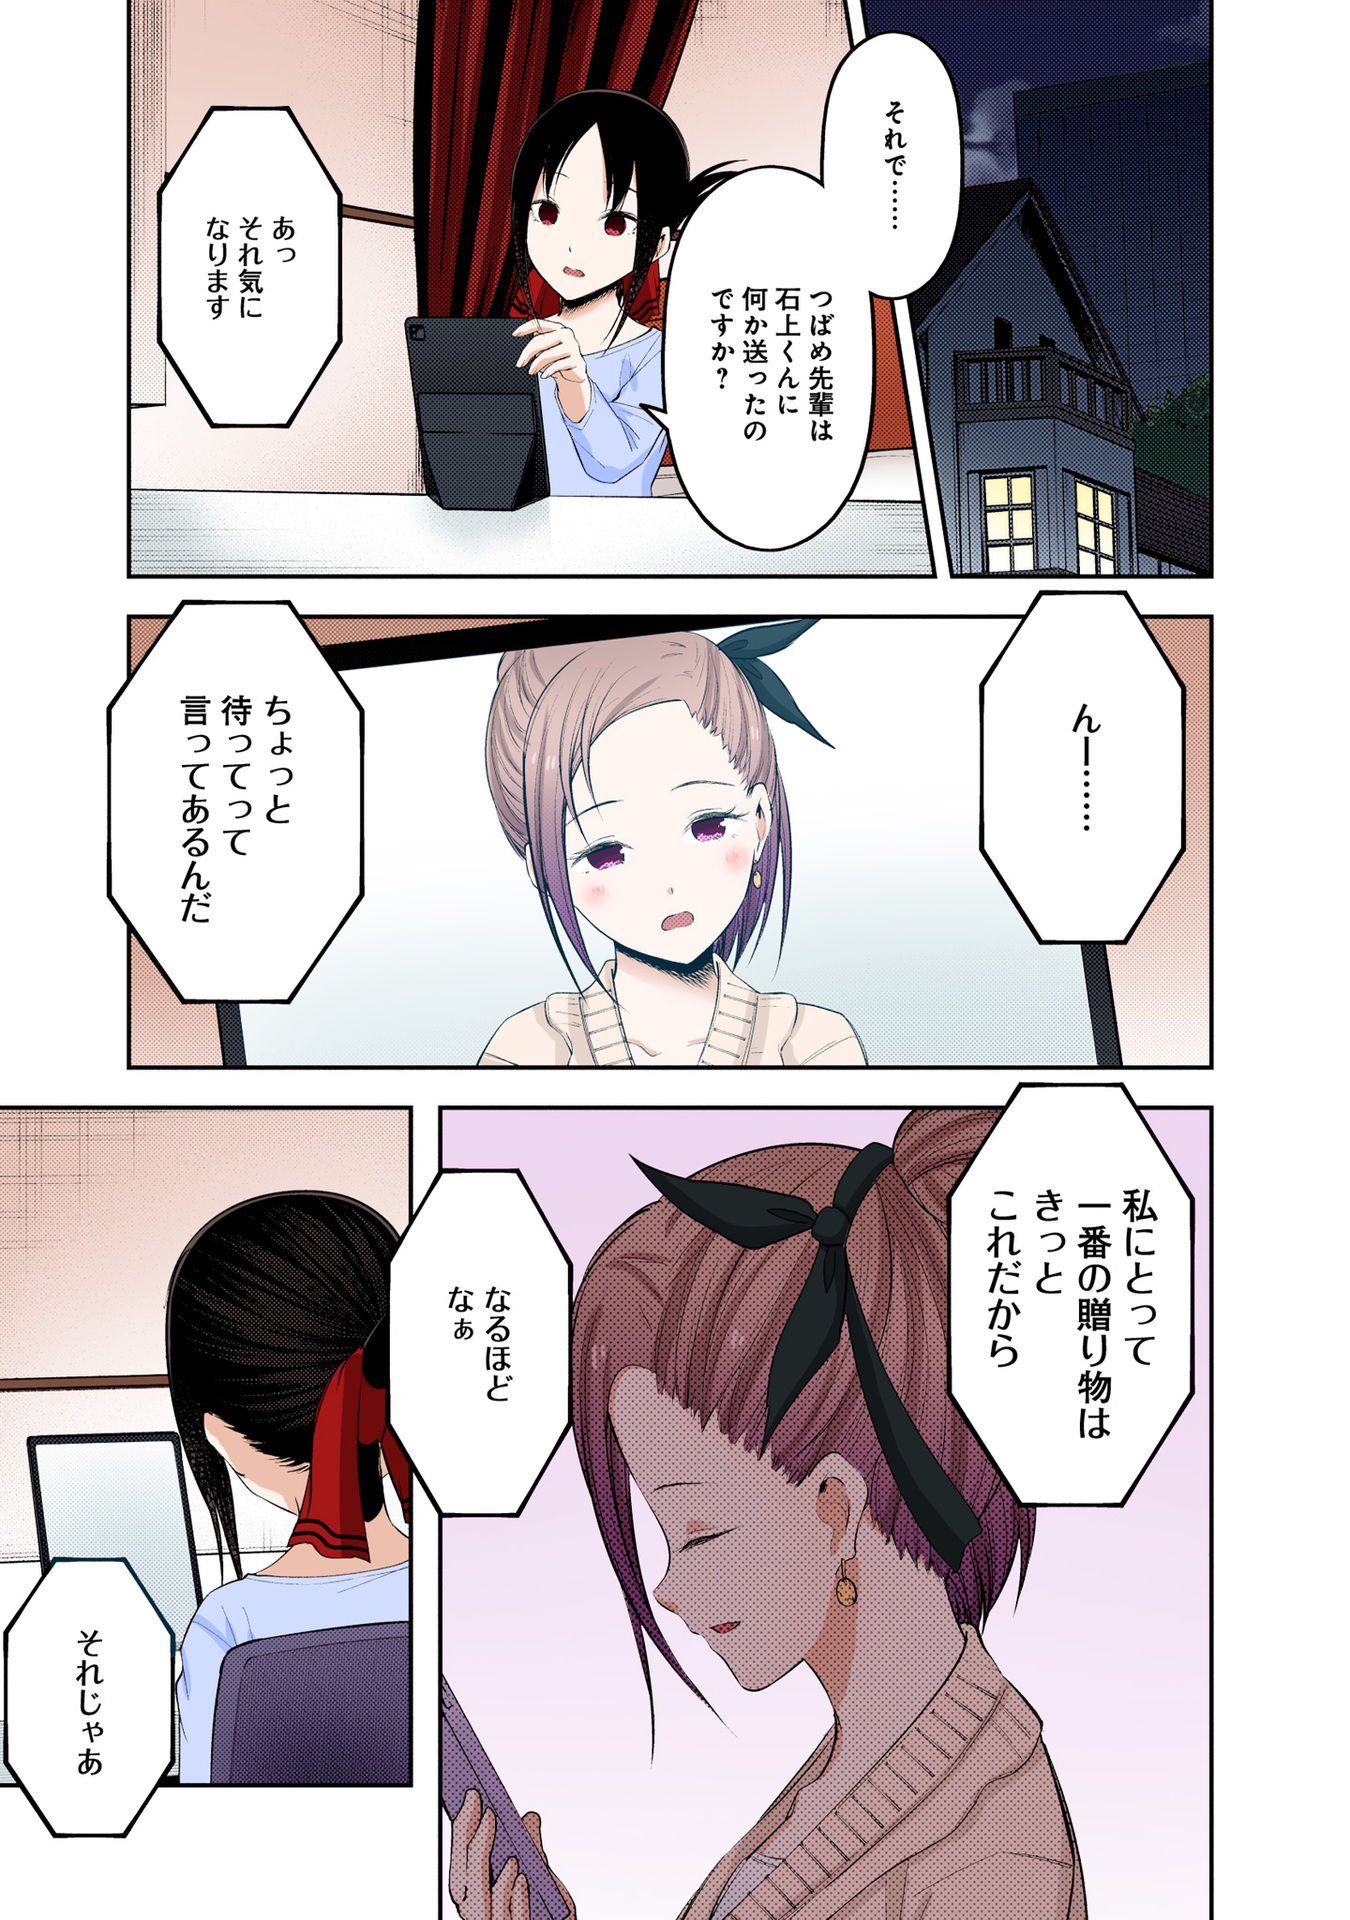 それで……
つばめ先輩は
石上くんに
何か送ったの
ですか？
あっ
それ気に
なります
んー……
ちょっと
待ってって
言ってあるんだ
私にとって
一番の贈り物は
きっと
これだから
なるほど
なぁ
それじゃあ